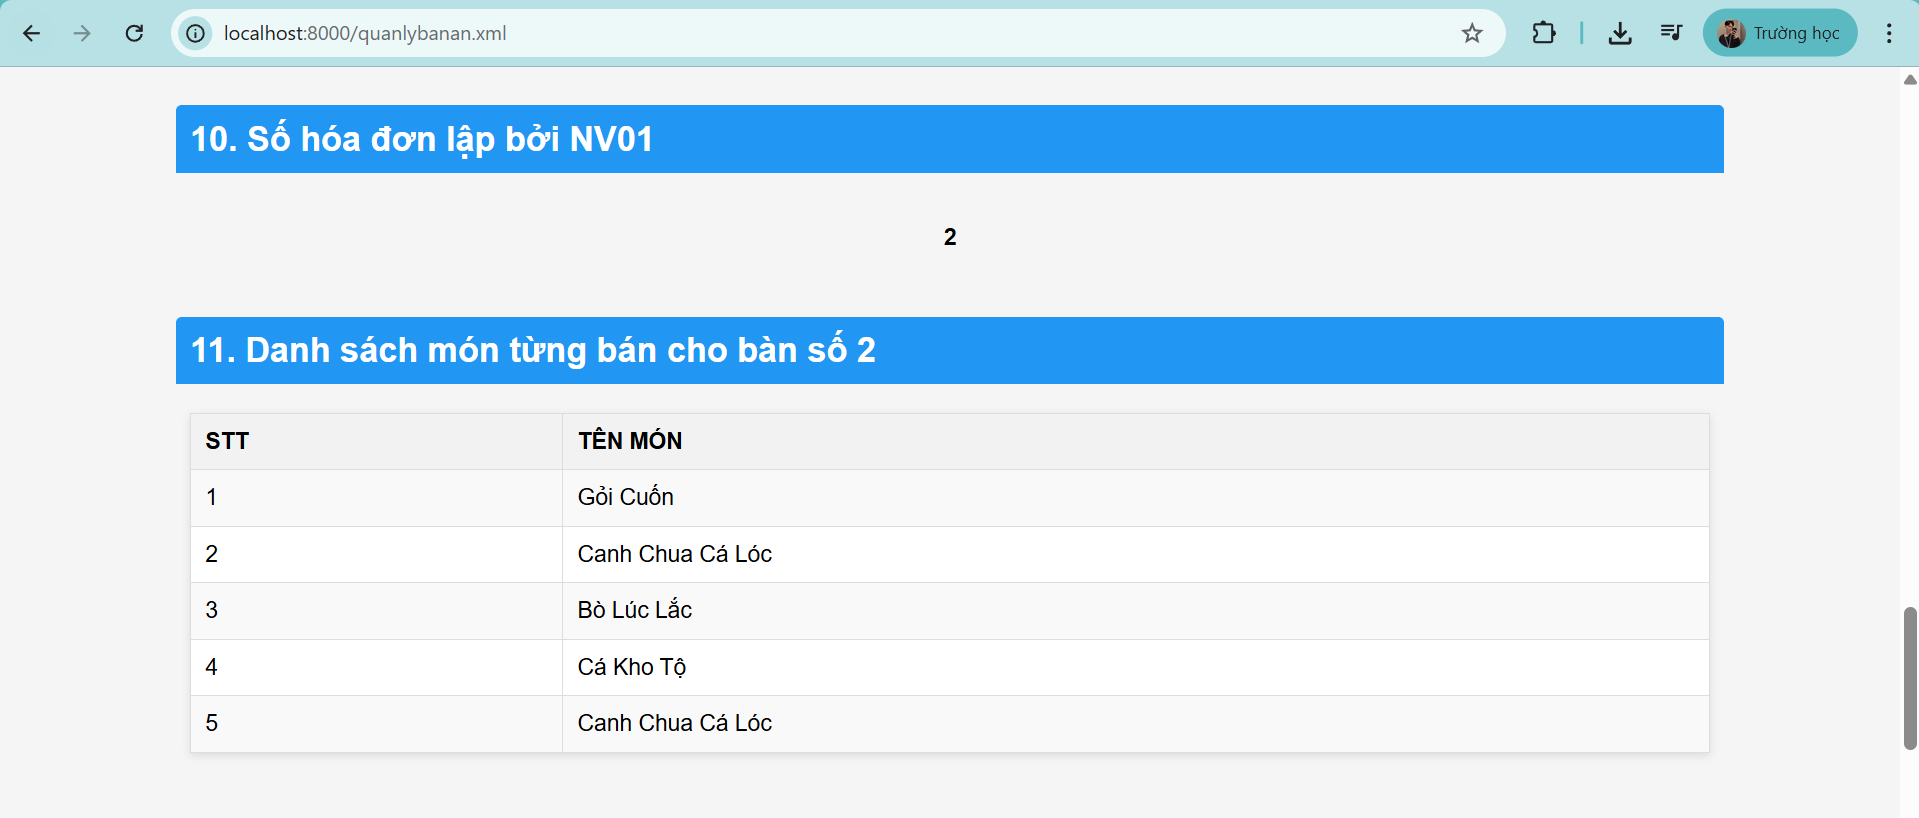 localhost:8000/quanlybanan.xml
Trường học
10. Số hóa đơn lập bởi NV01
2
11. Danh sách món từng bán cho bàn số 2
STT TÊN MÓN
1 Gỏi Cuốn
2 Canh Chua Cá Lóc
3 Bò Lúc Lắc
4 Cá Kho Tộ
5 Canh Chua Cá Lóc